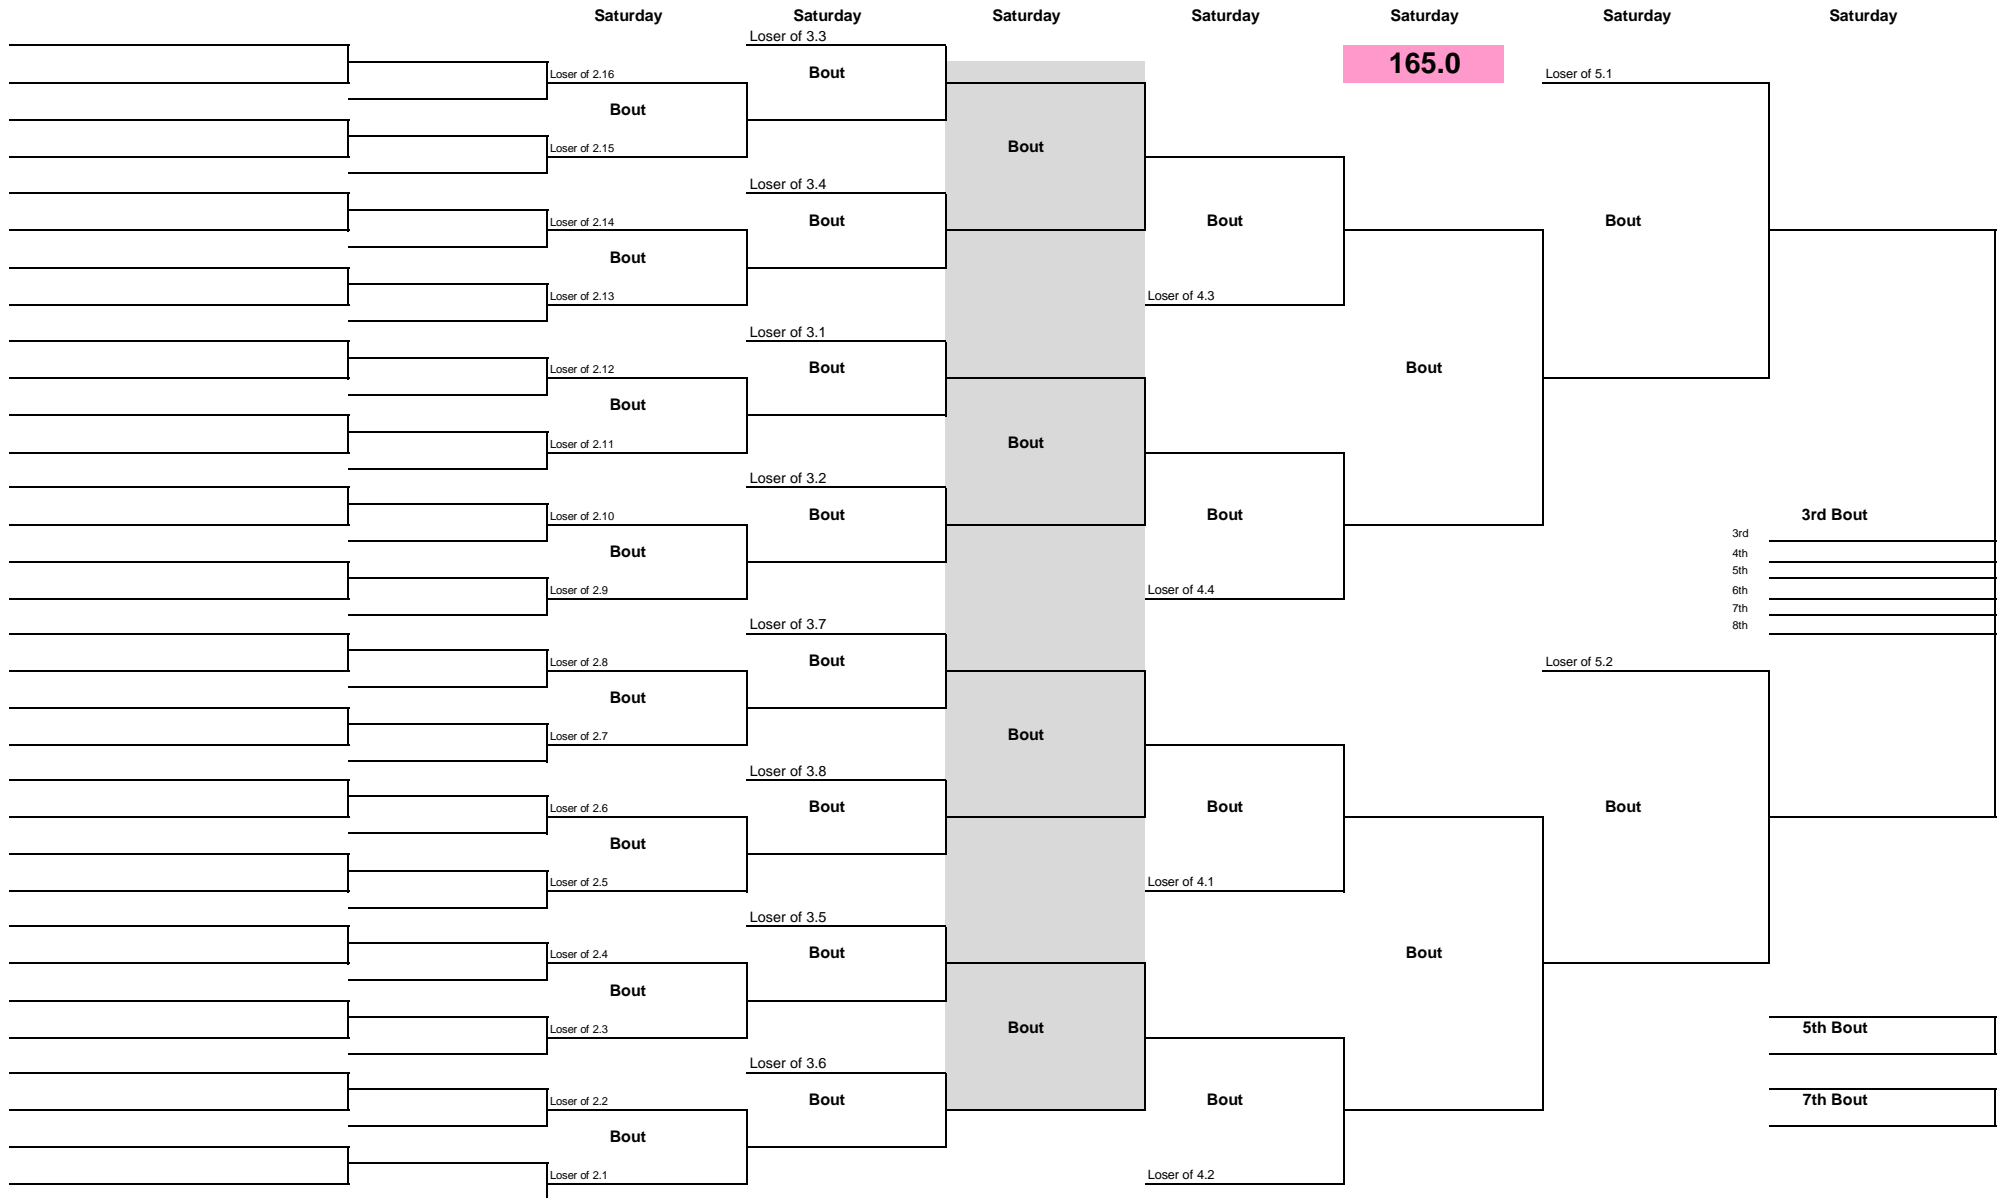 Saturday Saturday Saturday Saturday Saturday Saturday Saturday
Loser of 3.3
165.0
Loser of 2.16 Bout Loser of 5.1
Bout
Loser of 2.15 Bout
Loser of 3.4
Loser of 2.14 Bout Bout Bout
Bout
Loser of 2.13 Loser of 4.3
Loser of 3.1
Loser of 2.12 Bout Bout
Bout
Loser of 2.11 Bout
Loser of 3.2
Loser of 2.10 Bout Bout 3rd Bout
3rd
Bout 4th
5th
Loser of 2.9 Loser of 4.4 6th
7th
Loser of 3.7 8th
Loser of 2.8 Bout Loser of 5.2
Bout
Loser of 2.7 Bout
Loser of 3.8
Loser of 2.6 Bout Bout Bout
Bout
Loser of 2.5 Loser of 4.1
Loser of 3.5
Loser of 2.4 Bout Bout
Bout
Loser of 2.3 Bout 5th Bout
Loser of 3.6
Loser of 2.2 Bout Bout 7th Bout
Bout
Loser of 2.1 Loser of 4.2